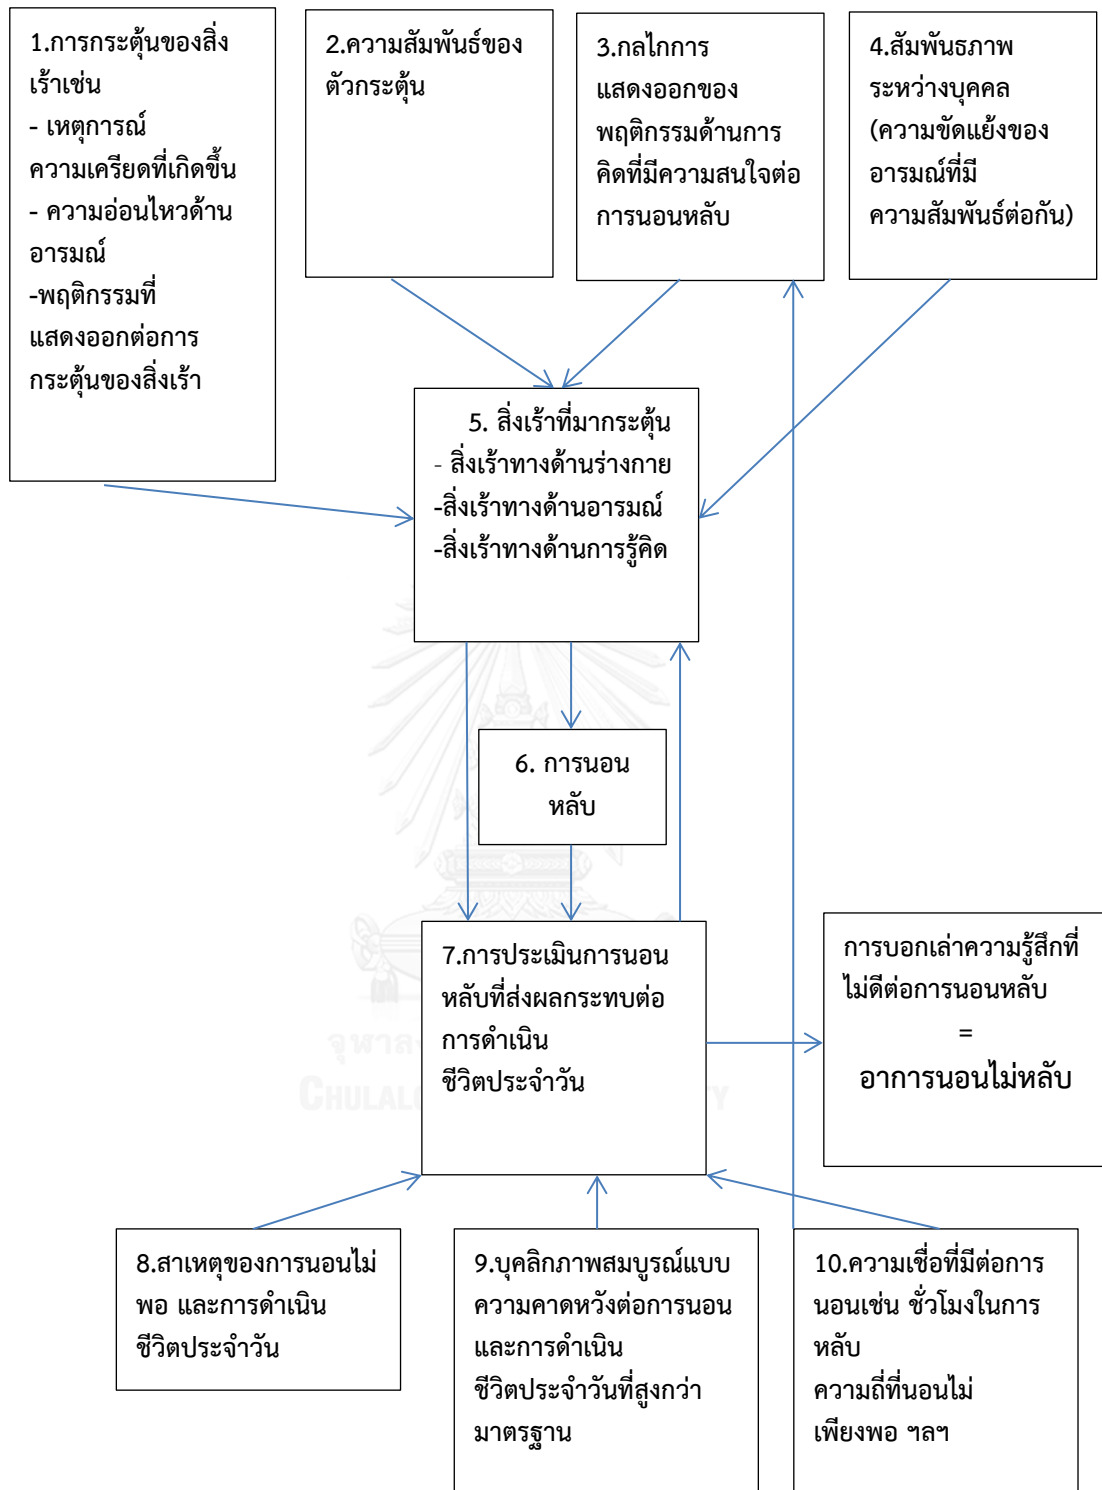 1.การกระตุ้นของสิ่ง
เร้าเช่น
- เหตุการณ์
ความเครียดที่เกิดขึ้น
- ความอ่อนไหวด้าน
อารมณ์
-พฤติกรรมที่
แสดงออกต่อการ
กระตุ้นของสิ่งเร้า
2.ความสัมพันธ์ของ
ตัวกระตุ้น
3.กลไกการ
แสดงออกของ
พฤติกรรมด้านการ
คิดที่มีความสนใจต่อ
การนอนหลับ
4.สัมพันธภาพ
ระหว่างบุคคล
(ความขัดแย้งของ
อารมณ์ที่มี
ความสัมพันธ์ต่อกัน)
5. สิ่งเร้าที่มากระตุ้น
- สิ่งเร้าทางด้านร่างกาย
-สิ่งเร้าทางด้านอารมณ์
-สิ่งเร้าทางด้านการรู้คิด
6. การนอน
หลับ
7.การประเมินการนอน
หลับที่ส่งผลกระทบต่อ
การดำเนิน
ชีวิตประจำวัน
การบอกเล่าความรู้สึกที่
ไม่ดีต่อการนอนหลับ
=
อาการนอนไม่หลับ
จุฬาล
CHULAL TY
8.สาเหตุของการนอนไม่
พอ และการดำเนิน
ชีวิตประจำวัน
9.บุคลิกภาพสมบูรณ์แบบ
ความคาดหวังต่อการนอน
และการดำเนิน
ชีวิตประจำวันที่สูงกว่า
มาตรฐาน
10.ความเชื่อที่มีต่อการ
นอนเช่น ชั่วโมงในการ
หลับ
ความถี่ที่นอนไม่
เพียงพอ ฯลฯ